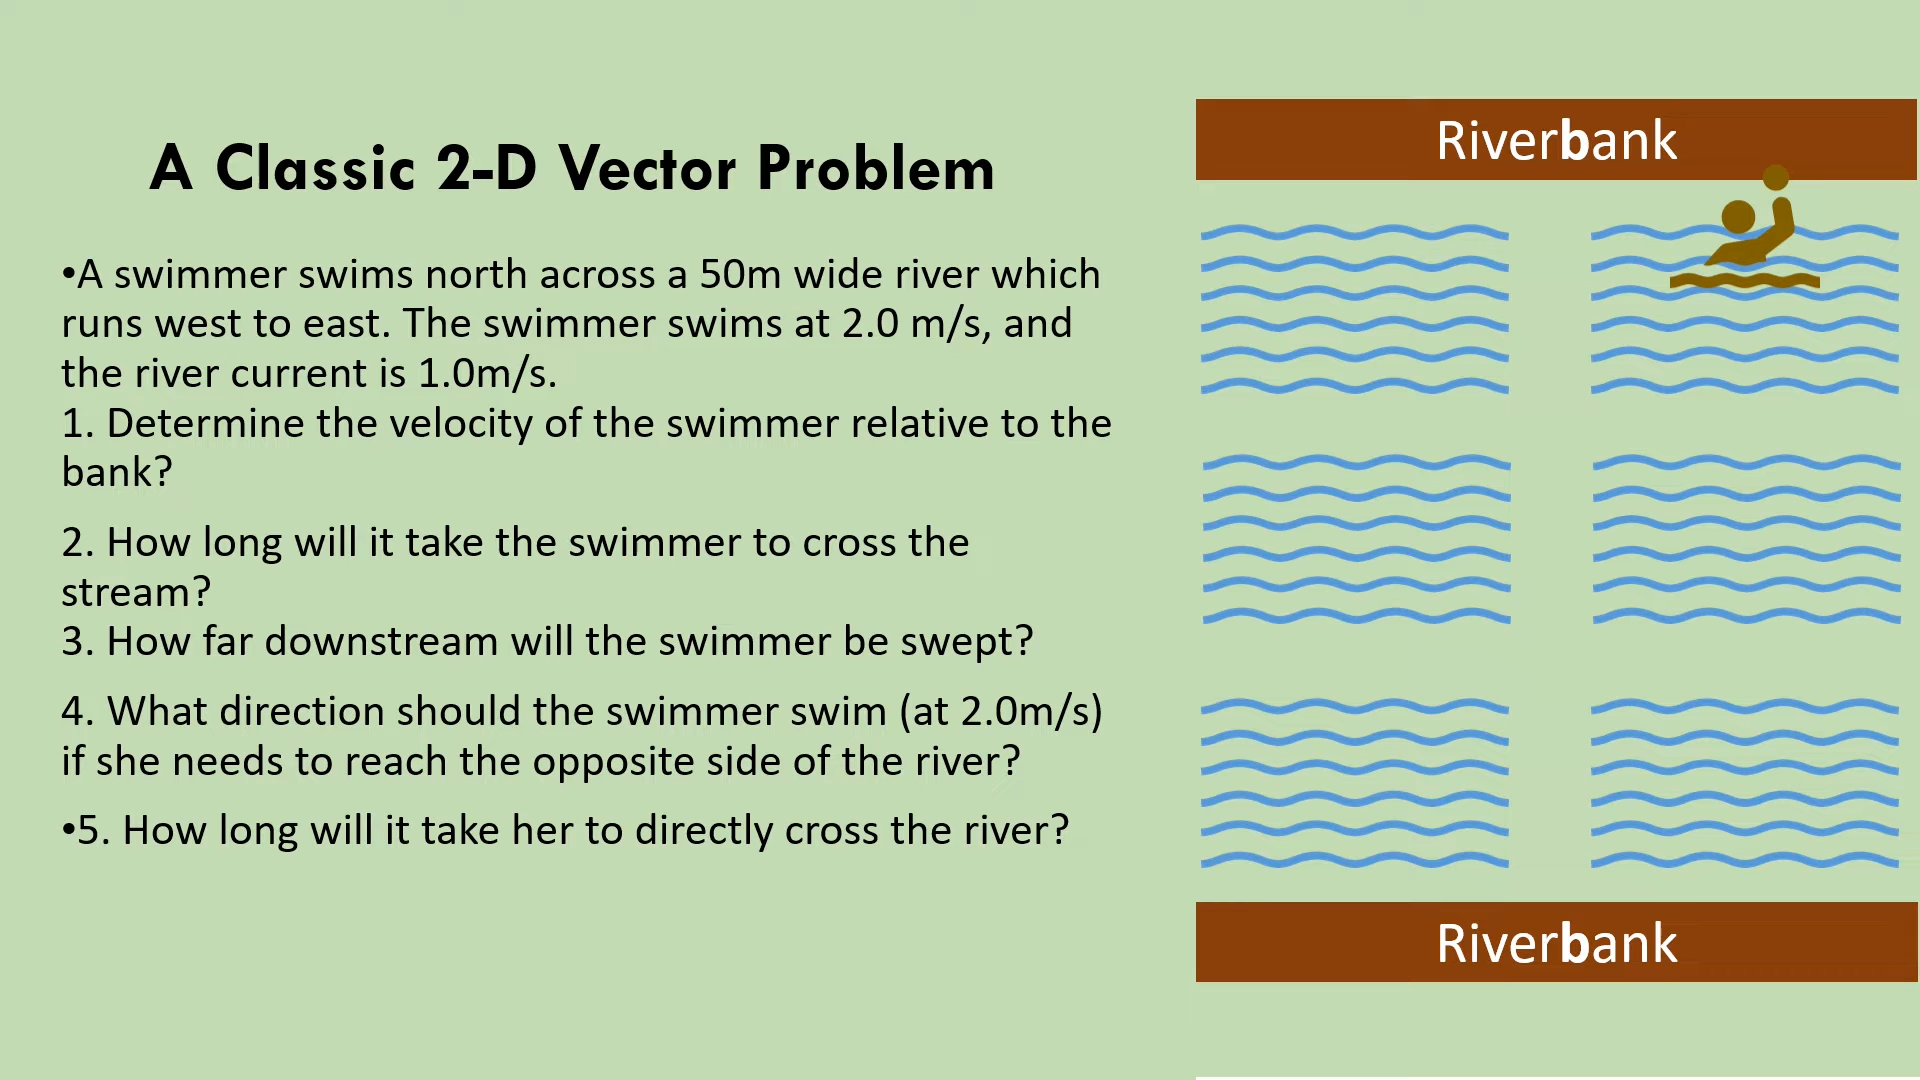 A Classic 2-D Vector Problem
•A swimmer swims north across a 50m wide river which
runs west to east. The swimmer swims at 2.0 m/s, and
the river current is 1.0m/s.
1. Determine the velocity of the swimmer relative to the
bank?
2. How long will it take the swimmer to cross the
stream?
3. How far downstream will the swimmer be swept?
4. What direction should the swimmer swim (at 2.0m/s)
if she needs to reach the opposite side of the river?
•5. How long will it take her to directly cross the river?
Riverbank
Riverbank